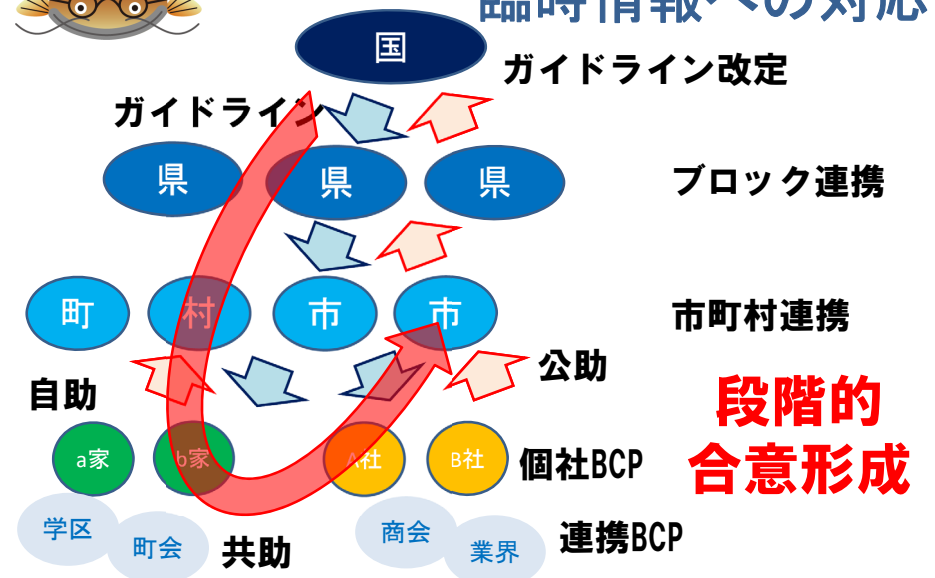 臨時情報への対応
国
ガイドライン改定
ガイドライン
県
県
県
ブロック連携
町
村
市
市
市町村連携
自助
公助
段階的
合意形成
a家
b家
A社
B社
個社BCP
学区
町会
共助
商会
業界
連携BCP